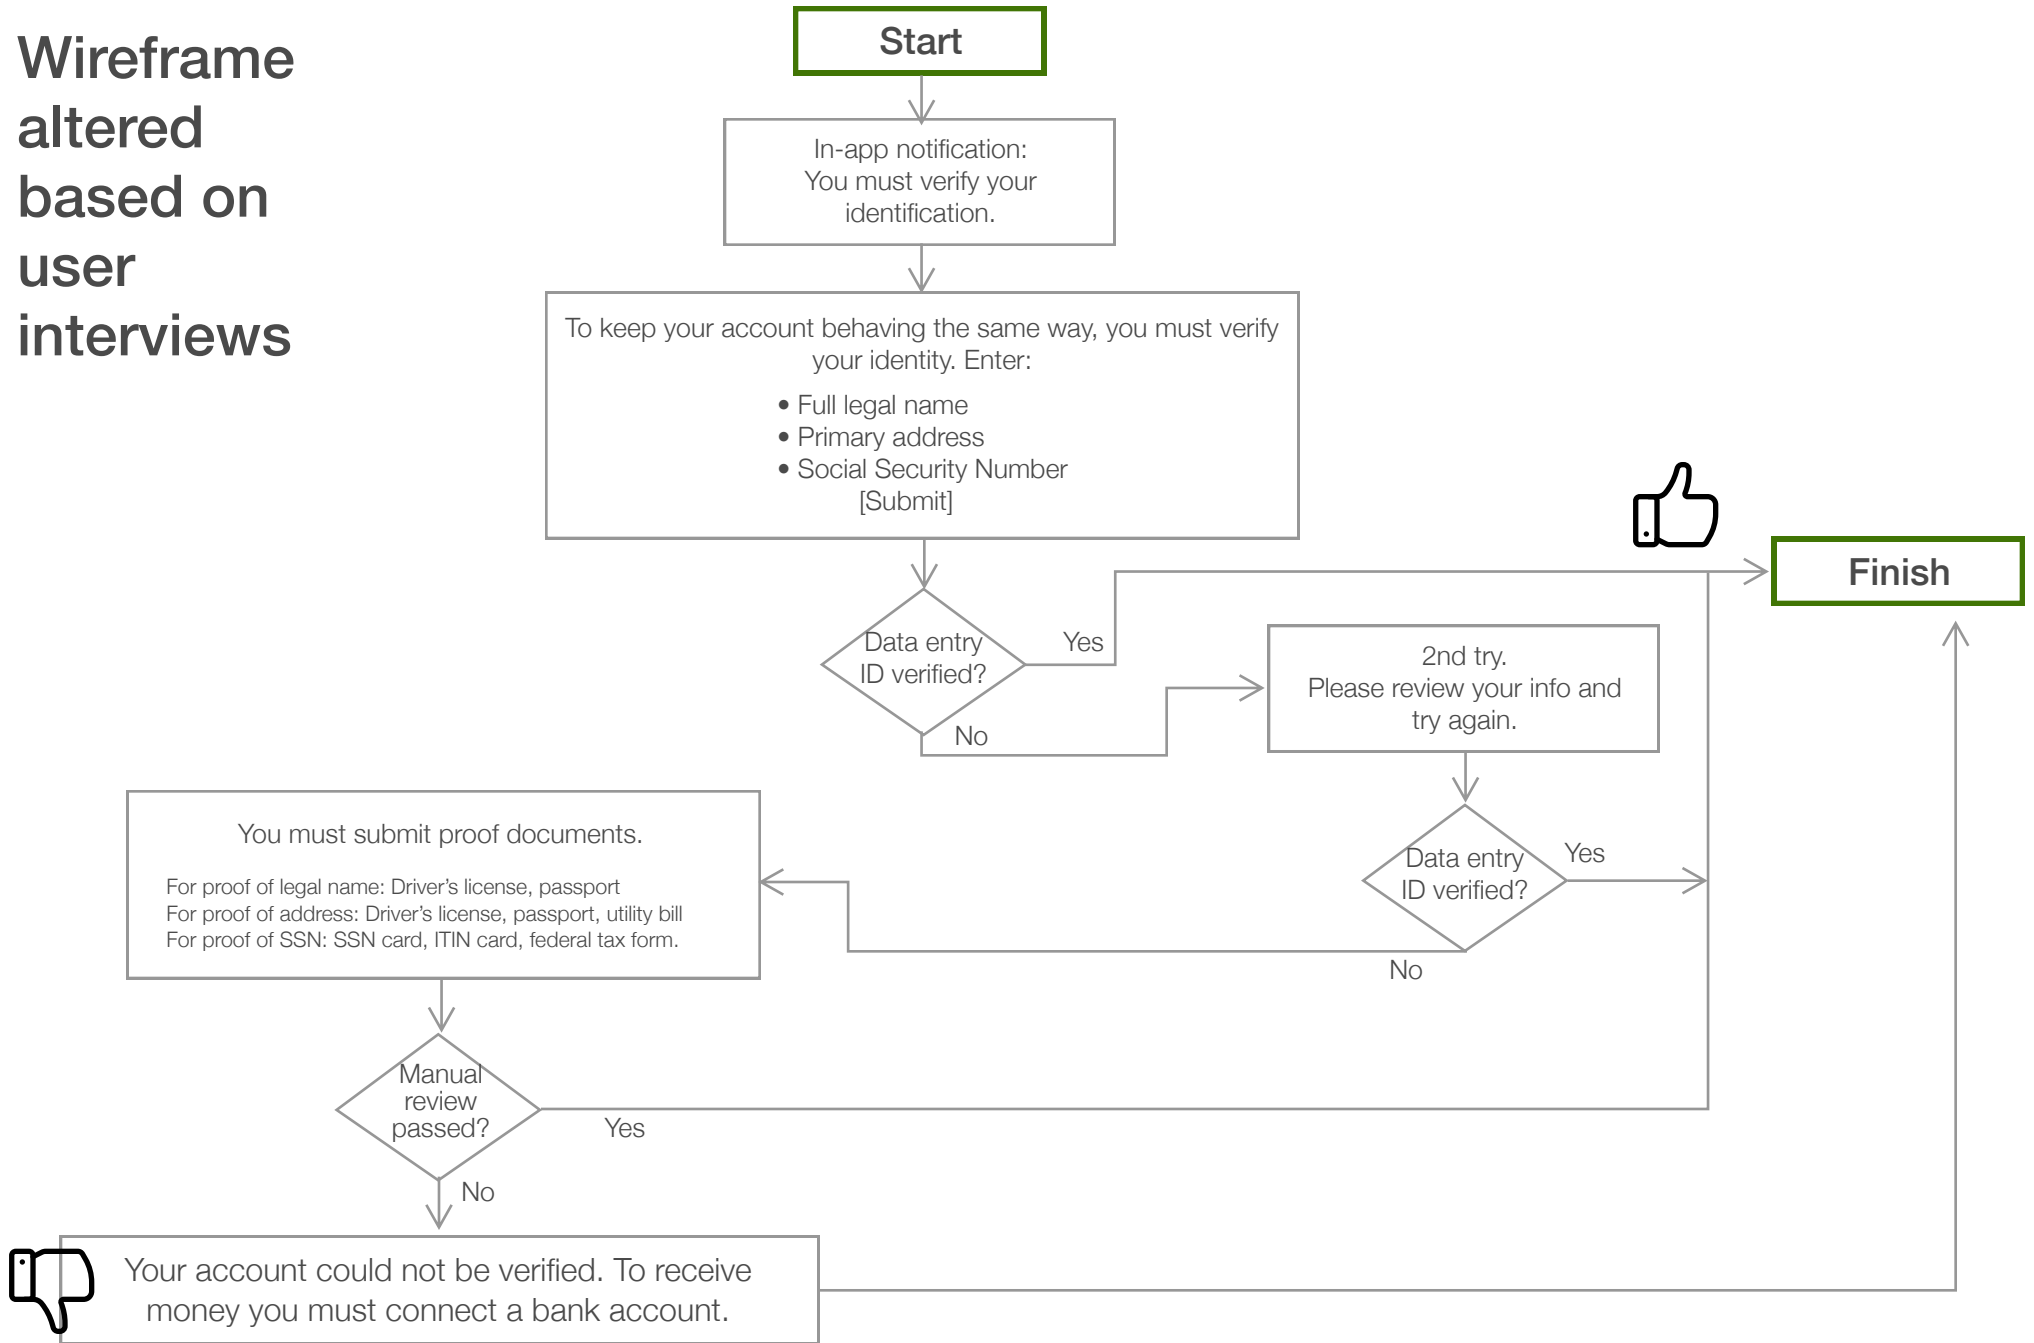 Wireframe
altered
based on
user
interviews
Start
In-app notification:
You must verify your
identification.
To keep your account behaving the same way, you must verify
your identity. Enter:
• Full legal name
• Primary address
• Social Security Number
[Submit]
Finish
Data entry
ID verified?
Yes
No
2nd try.
Please review your info and
try again.
Data entry
ID verified?
Yes
No
You must submit proof documents.
For proof of legal name: Driver’s license, passport
For proof of address: Driver’s license, passport, utility bill
For proof of SSN: SSN card, ITIN card, federal tax form.
Manual
review
passed?
Yes
No
Your account could not be verified. To receive
money you must connect a bank account.